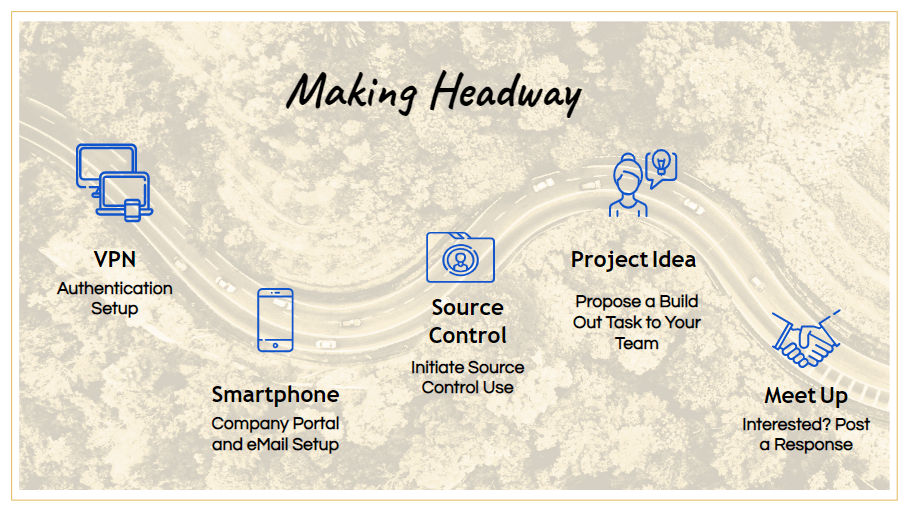 Making Headway
VPN
Authentication
Setup
Smartphone
Company Portal
and eMail Setup
Source
Control
Initiate Source
Control Use
Project Idea
Propose a Build
Out Task to Your
Team
Meet Up
Interested? Post
a Response